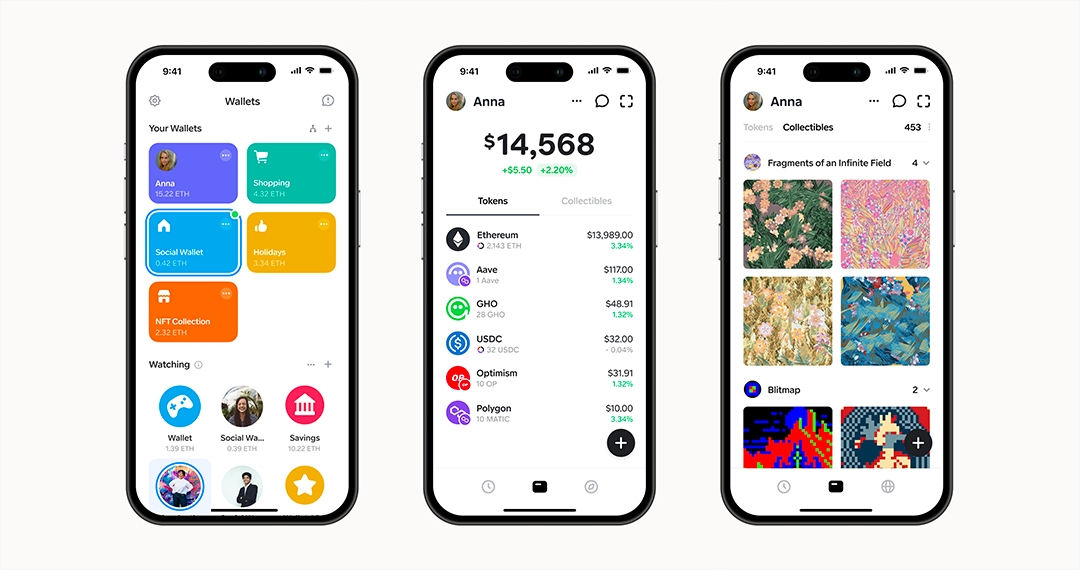 9:41
Wallets
Your Wallets
Anna
15.22 ETH
Shopping
4.32 ETH
Social Wallet
0.42 ETH
Holidays
3.34 ETH
NFT Collection
2.32 ETH
Watching
Wallet
1.39 ETH
Social Wa...
0.39 ETH
Savings
10.22 ETH
9:41
Anna
$14,568
+$5.50 +2.20%
Tokens Collectibles
Ethereum $13,989.00
2.143 ETH 3.34%
Aave $117.00
1 Aave 1.34%
GHO $48.91
28 GHO 1.32%
USDC $32.00
32 USDC - 0.04%
Optimism $31.91
10 OP 1.32%
Polygon $10.00
10 MATIC 3.34%
9:41
Anna
Tokens Collectibles 453
Fragments of an Infinite Field 4
Blitmap 2